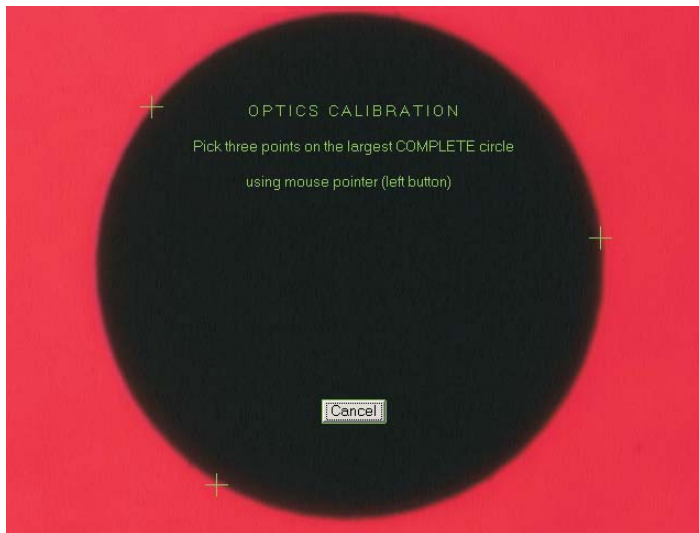 OPTICS CALIBRATION
Pick three points on the largest COMPLETE circle
using mouse pointer (left button)
Cancel